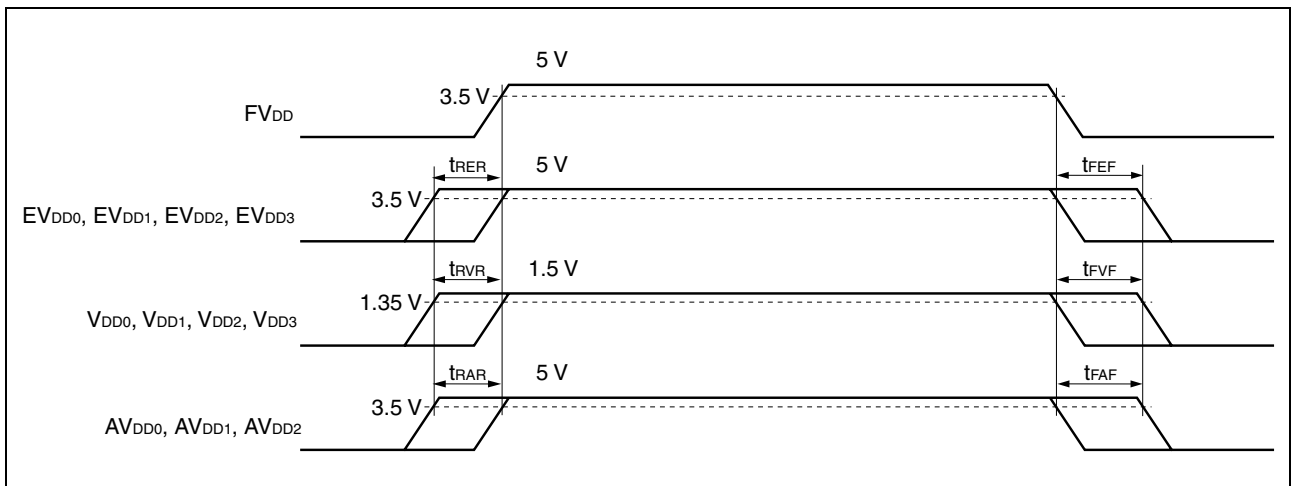 5 V
3.5 V
FVDD
tRER
5 V
tFEF
3.5 V
EVDD0, EVDD1, EVDD2, EVDD3
tRVR
1.5 V
tFVF
1.35 V
VDD0, VDD1, VDD2, VDD3
tRAR
5 V
tFAF
3.5 V
AVDD0, AVDD1, AVDD2